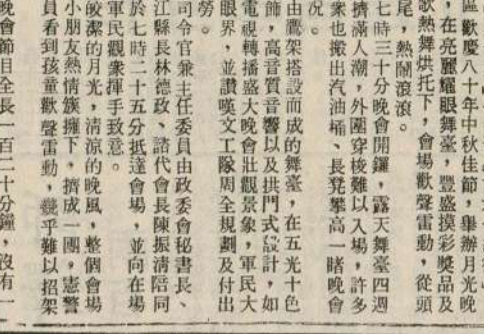 區歡慶八十年中秋佳節，舉辦月光晚
，在亮麗耀眼舞臺，豐盛摸彩獎品及
歌熱舞烘托下，會場歡聲雷動，從頭
尾，熱鬧滾滾。
七時三十分晚會開鑼，露天舞臺四週
擠滿人潮，外圍穿梭難以入場，許多
衆也搬出汽油桶、長凳攀高一睹晚會
況。
由鷹架搭設而成的舞臺，在五光十色
飾，高音質音響以及拱門式設計，如
電視轉播盛大晚會壯觀景象，軍民大
眼界，並讚嘆文工隊周全規劃及付出
勞。
司令官兼主任委員由政委會秘書長、
江縣長林德政、諮代會長陳振清陪同
於七時二十五分抵達會場，並向在場
軍民觀衆揮手致意。
皎潔的月光，清涼的晚風，整個會場
小朋友熱情簇擁下，擠成一團，憲警
員看到孩童歡聲雷動，幾乎難以招架
晚會節目全長一百二十分鐘，沒有一